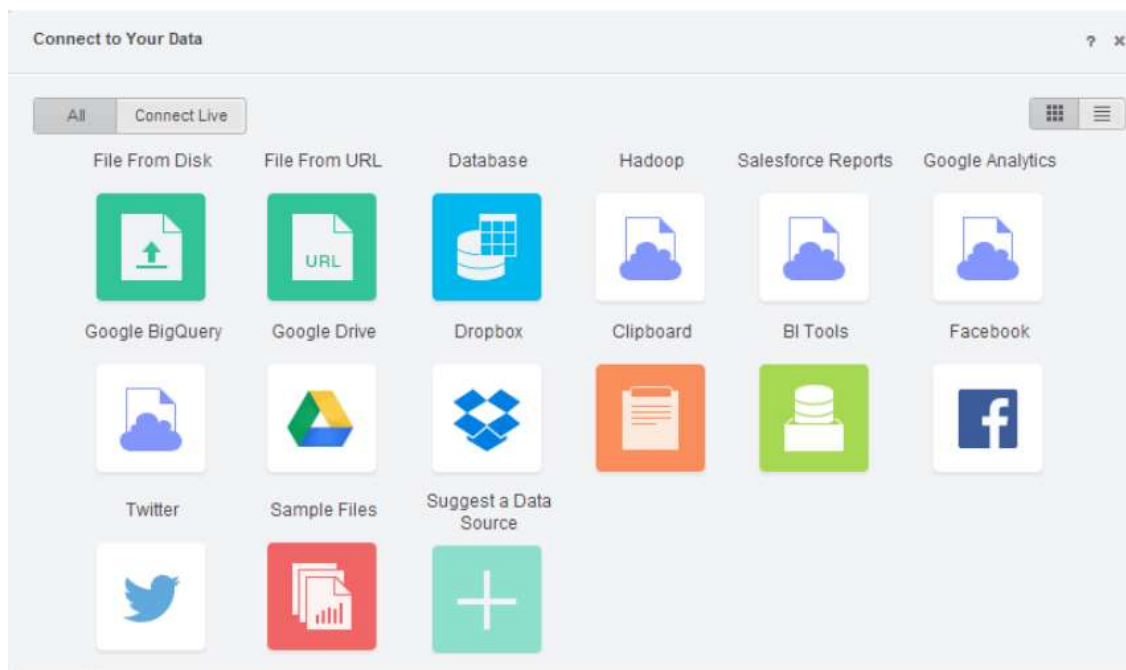 Connect to Your Data
? ×
All Connect Live
File From Disk File From URL Database Hadoop Salesforce Reports Google Analytics
URL
Google BigQuery Google Drive Dropbox Clipboard BI Tools Facebook
f
Twitter Sample Files Suggest a Data
Source